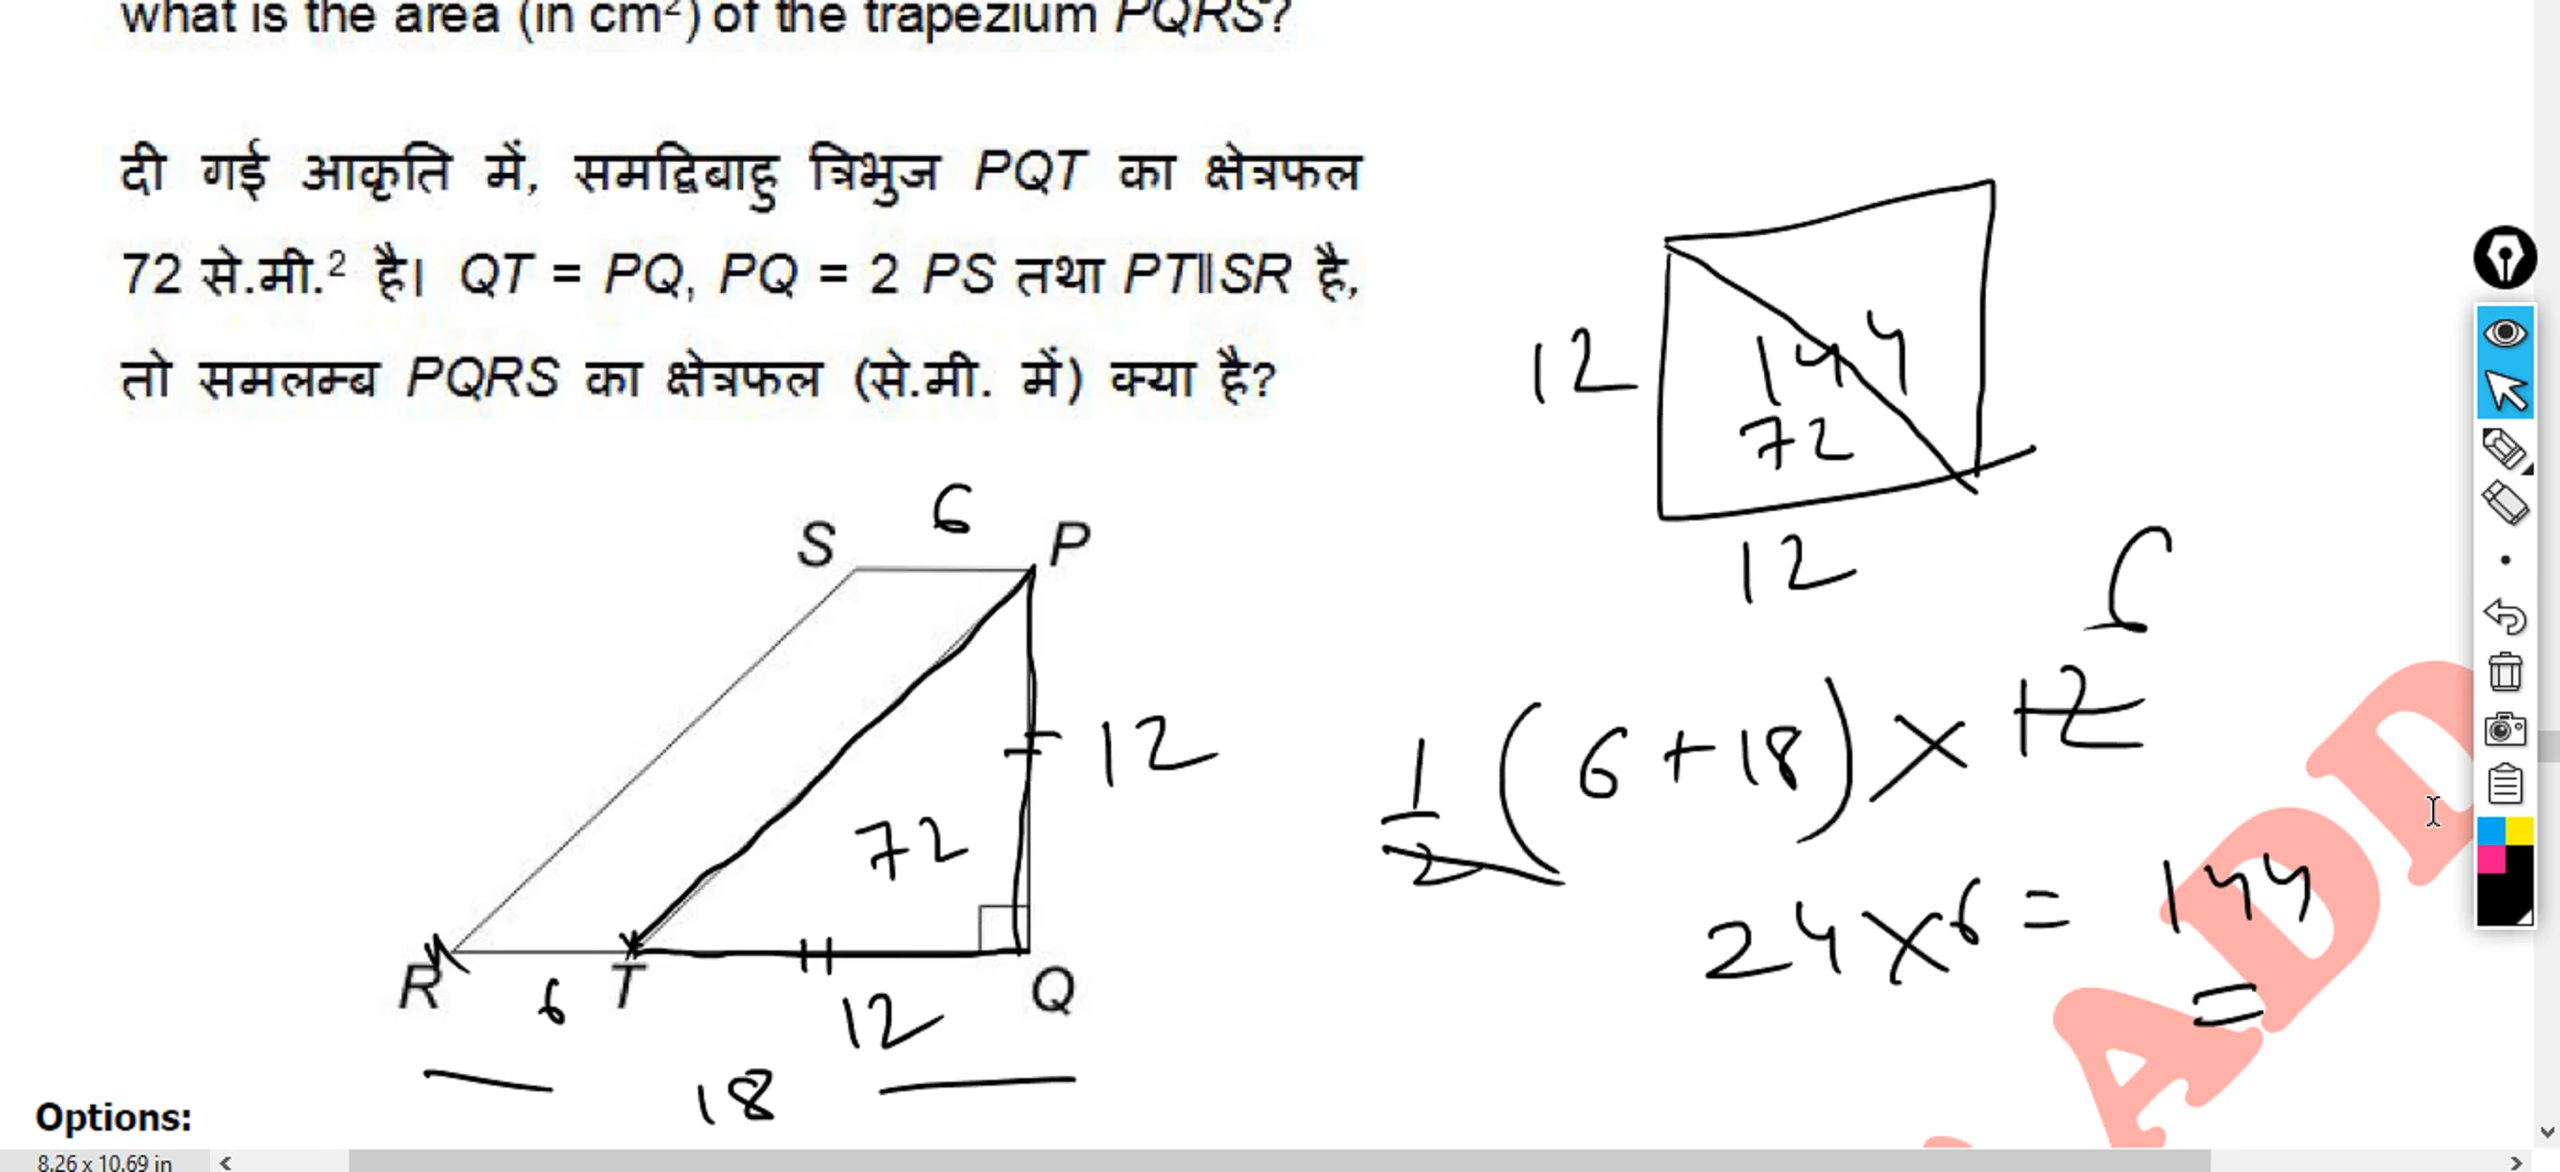 what is the area (in cm²) of the trapezium PQRS?
दी गई आकृति में, समद्विबाहु त्रिभुज PQT का क्षेत्रफल
72 से.मी.² है। QT = PQ, PQ = 2 PS तथा PT||SR है,
तो समलम्ब PQRS का क्षेत्रफल (से.मी. में) क्या है?
12
144
72
12
6
S
P
12
72
R
6
T
12
Q
18
6
1/2 (6+18) × 12
24×6 = 144
=
ADD
Options:
8.26 x 10.69 in